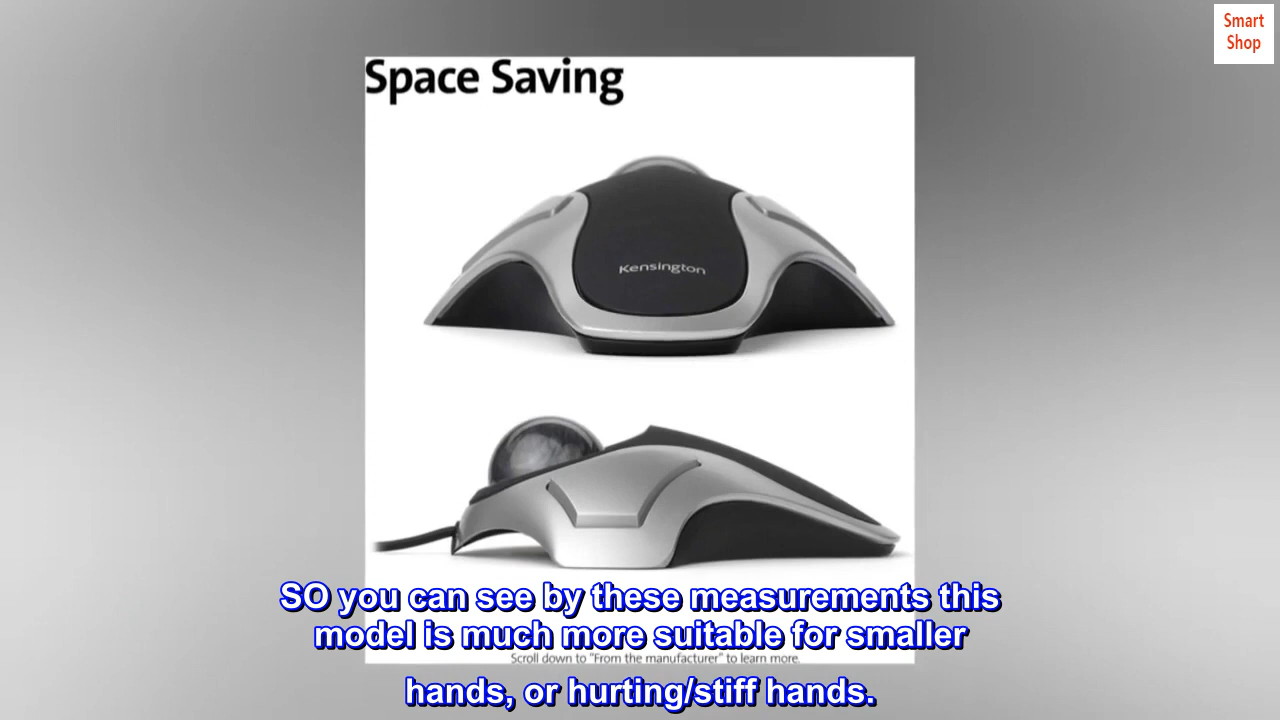 Smart
Shop
Space Saving
Kensington
SO you can see by these measurements this
model is much more suitable for smaller
Scroll down to "From the manufacturer" to learn more.
hands, or hurting/stiff hands.